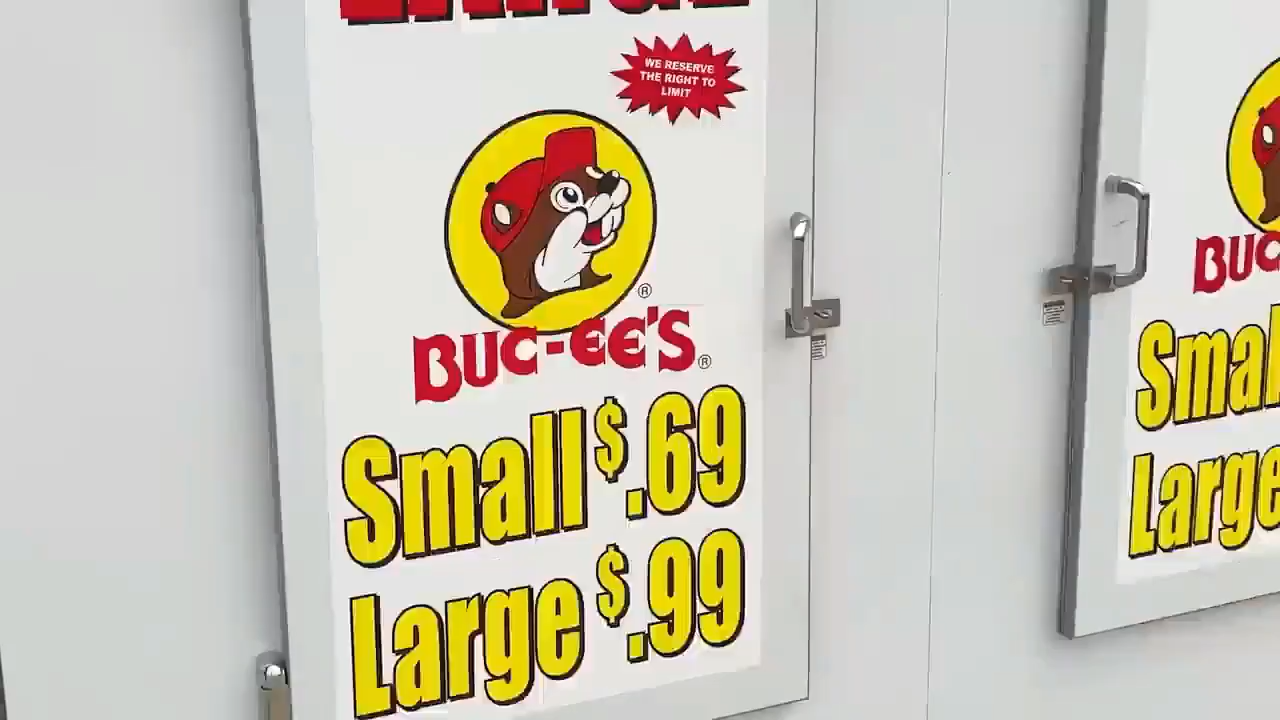 WE RESERVE
THE RIGHT TO
LIMIT
®
BUC-EE'S®
Small $.69
Large $.99
BUC
Smal
Large